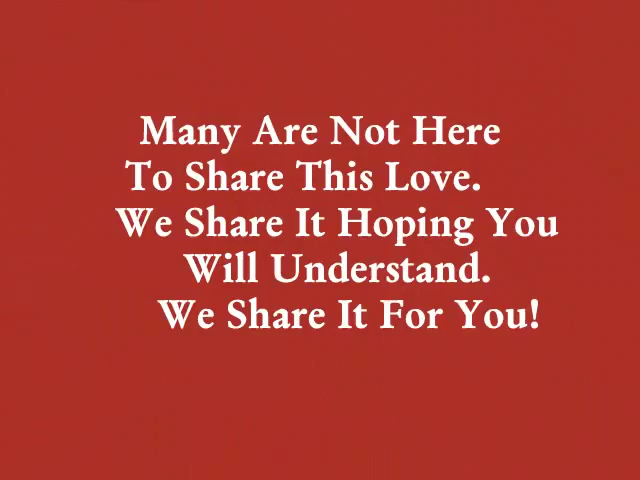 Many Are Not Here
To Share This Love.
We Share It Hoping You
Will Understand.
We Share It For You!